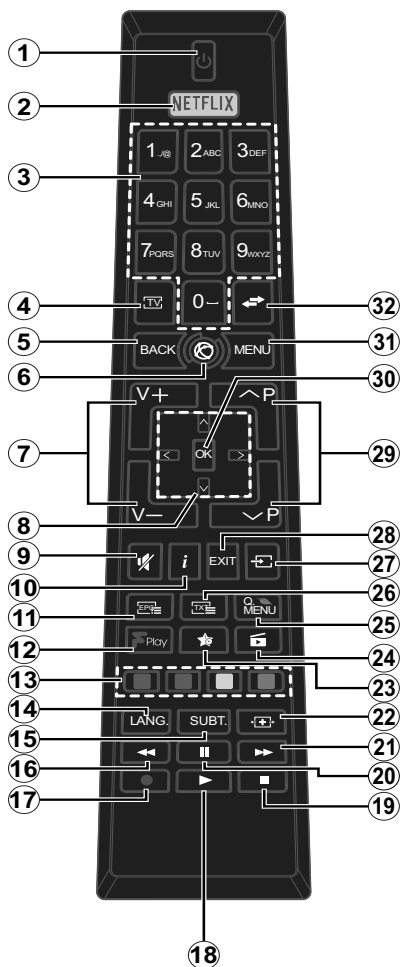 1
2 NETFLIX
3
1./@ 2ABC 3DEF
4GHI 5JKL 6MNO
7PQRS 8TUV 9WXYZ
4 TV 0 32
5 BACK MENU 31
6 30
7 V+ P 29
OK
V− P
8 28
9 i EXIT 27
10 26
11 EPG TXT Q. MENU 25
12 FPlay 24
13 23
14 LANG. SUBT. 22
15 21
16 20
17 19
18